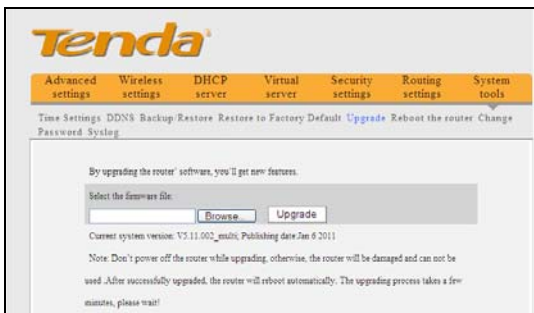 Tenda
Advanced settings Wireless settings DHCP server Virtual server Security settings Routing settings System tools
Time Settings DDNS Backup/Restore Restore to Factory Default Upgrade Reboot the router Change
Password Syslog
By upgrading the router' software, you'll get new features.
Select the firmware file:
Browse... Upgrade
Current system version: V5.11.002_multi; Publishing date:Jan 6 2011
Note: Don't power off the router while upgrading, otherwise, the router will be damaged and can not be
used .After successfully upgraded, the router will reboot automatically. The upgrading process takes a few
minutes, please wait!